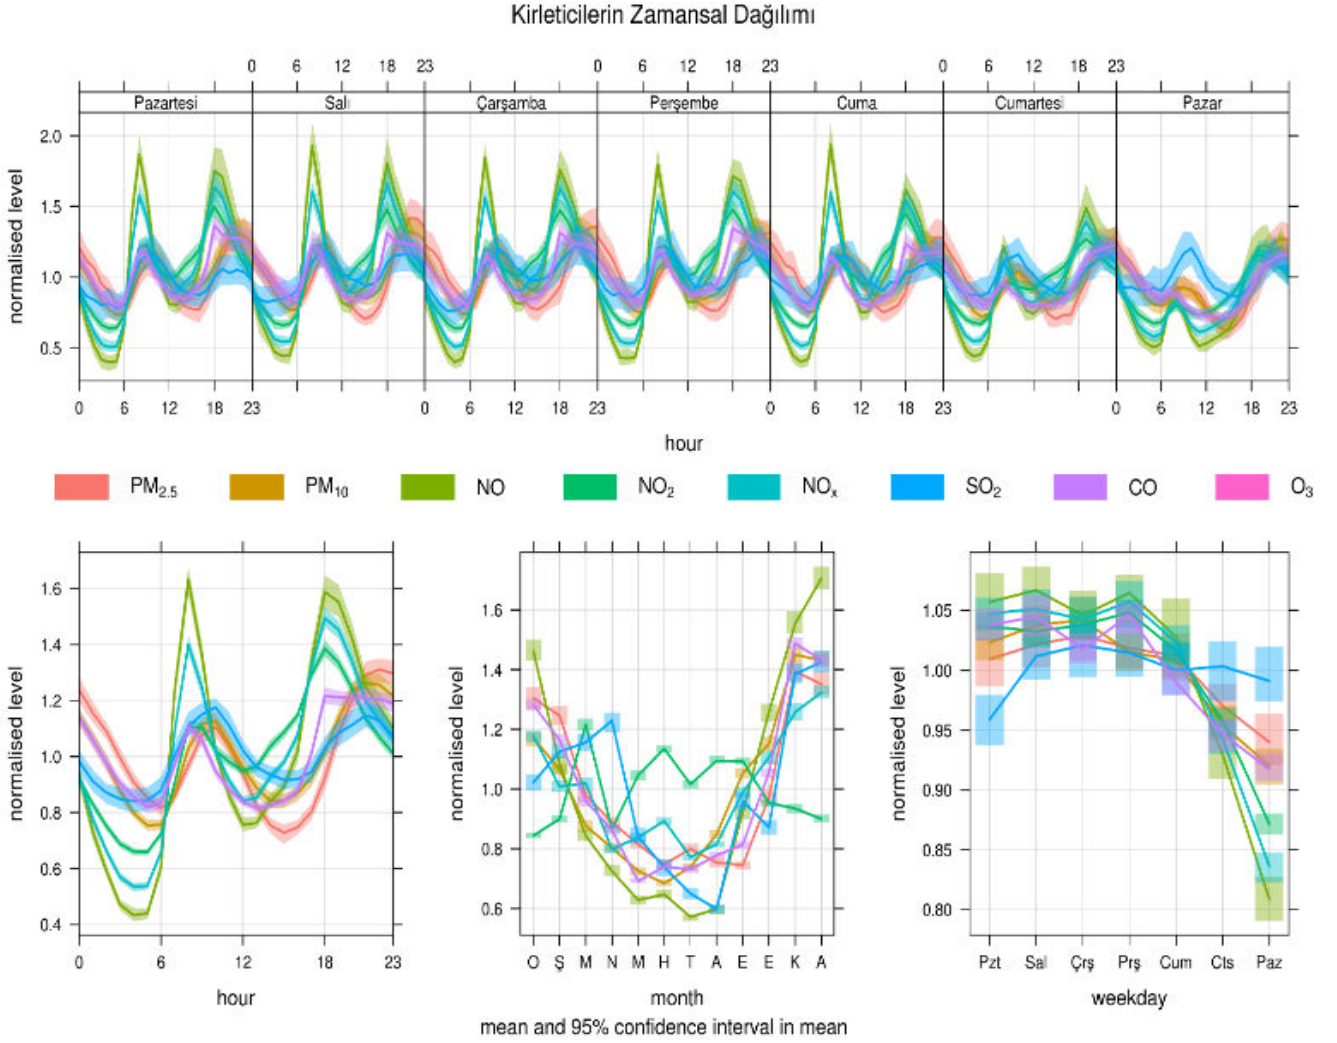 Kirleticilerin Zamansal Dağılımı
0 6 12 18 23 0 6 12 18 23 0 6 12 18 23
Pazartesi Salı Çarşamba Perşembe Cuma Cumartesi Pazar
normalised level
2.0
1.5
1.0
0.5
0 6 12 18 23 0 6 12 18 23 0 6 12 18 23 0 6 12 18 23
hour
PM2.5 PM10 NO NO2 NOx SO2 CO O3
normalised level
1.6
1.4
1.2
1.0
0.8
0.6
0.4
0 6 12 18 23
hour
normalised level
1.6
1.4
1.2
1.0
0.8
0.6
O Ş M N M H T A E E K A
month
normalised level
1.05
1.00
0.95
0.90
0.85
0.80
Pzt Sal Çrş Prş Cum Cts Paz
weekday
mean and 95% confidence interval in mean